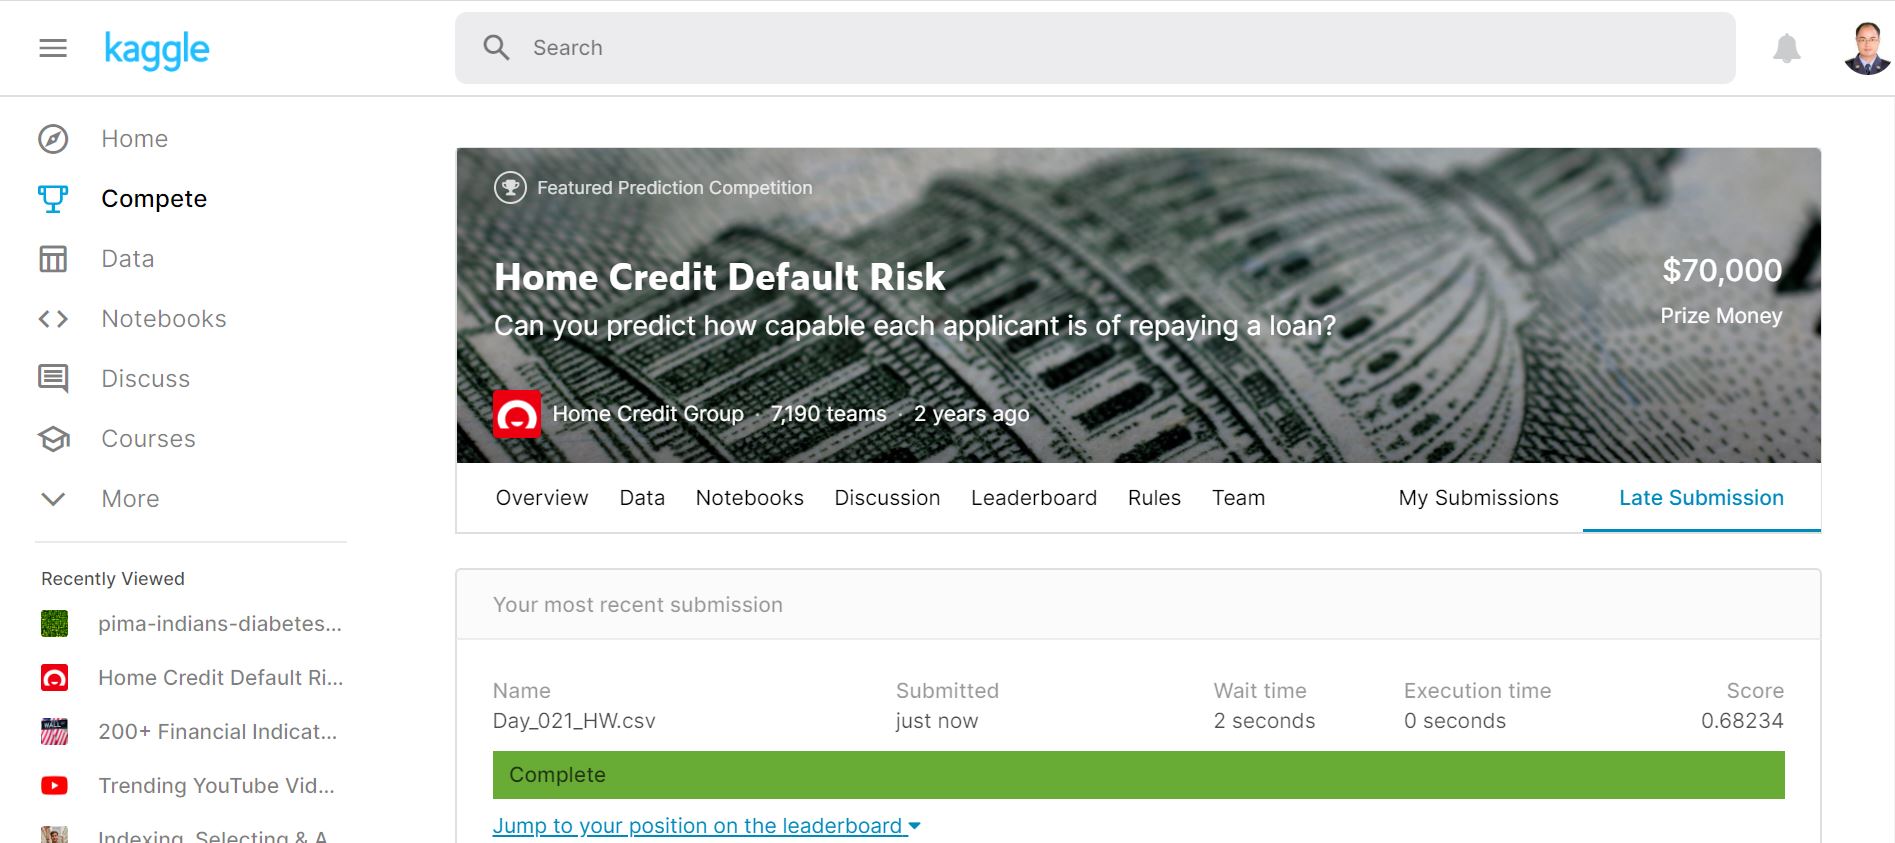 kaggle
Search
Home
Compete
Data
Notebooks
Discuss
Courses
More
Recently Viewed
pima-indians-diabetes...
Home Credit Default Ri...
200+ Financial Indicat...
Trending YouTube Vid...
Indexing, Selecting & A
Featured Prediction Competition
Home Credit Default Risk
Can you predict how capable each applicant is of repaying a loan?
$70,000
Prize Money
Home Credit Group · 7,190 teams · 2 years ago
Overview Data Notebooks Discussion Leaderboard Rules Team My Submissions Late Submission
Your most recent submission
Name Submitted Wait time Execution time Score
Day_021_HW.csv just now 2 seconds 0 seconds 0.68234
Complete
Jump to your position on the leaderboard